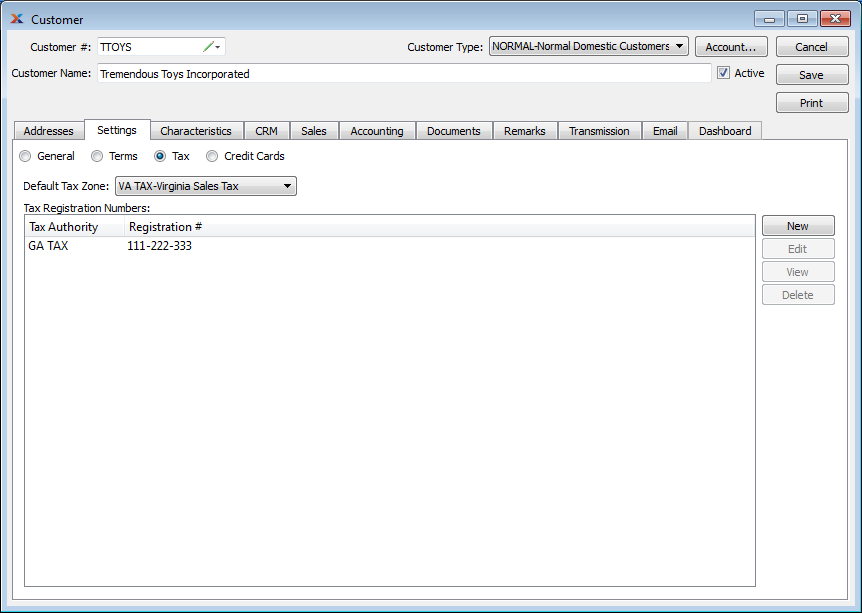 Customer
Customer #: TTOYS
Customer Type: NORMAL-Normal Domestic Customers
Account...
Cancel
Customer Name: Tremendous Toys Incorporated
Active
Save
Print
Addresses Settings Characteristics CRM Sales Accounting Documents Remarks Transmission Email Dashboard
General Terms Tax Credit Cards
Default Tax Zone: VA TAX-Virginia Sales Tax
Tax Registration Numbers:
Tax Authority Registration #
GA TAX 111-222-333
New
Edit
View
Delete